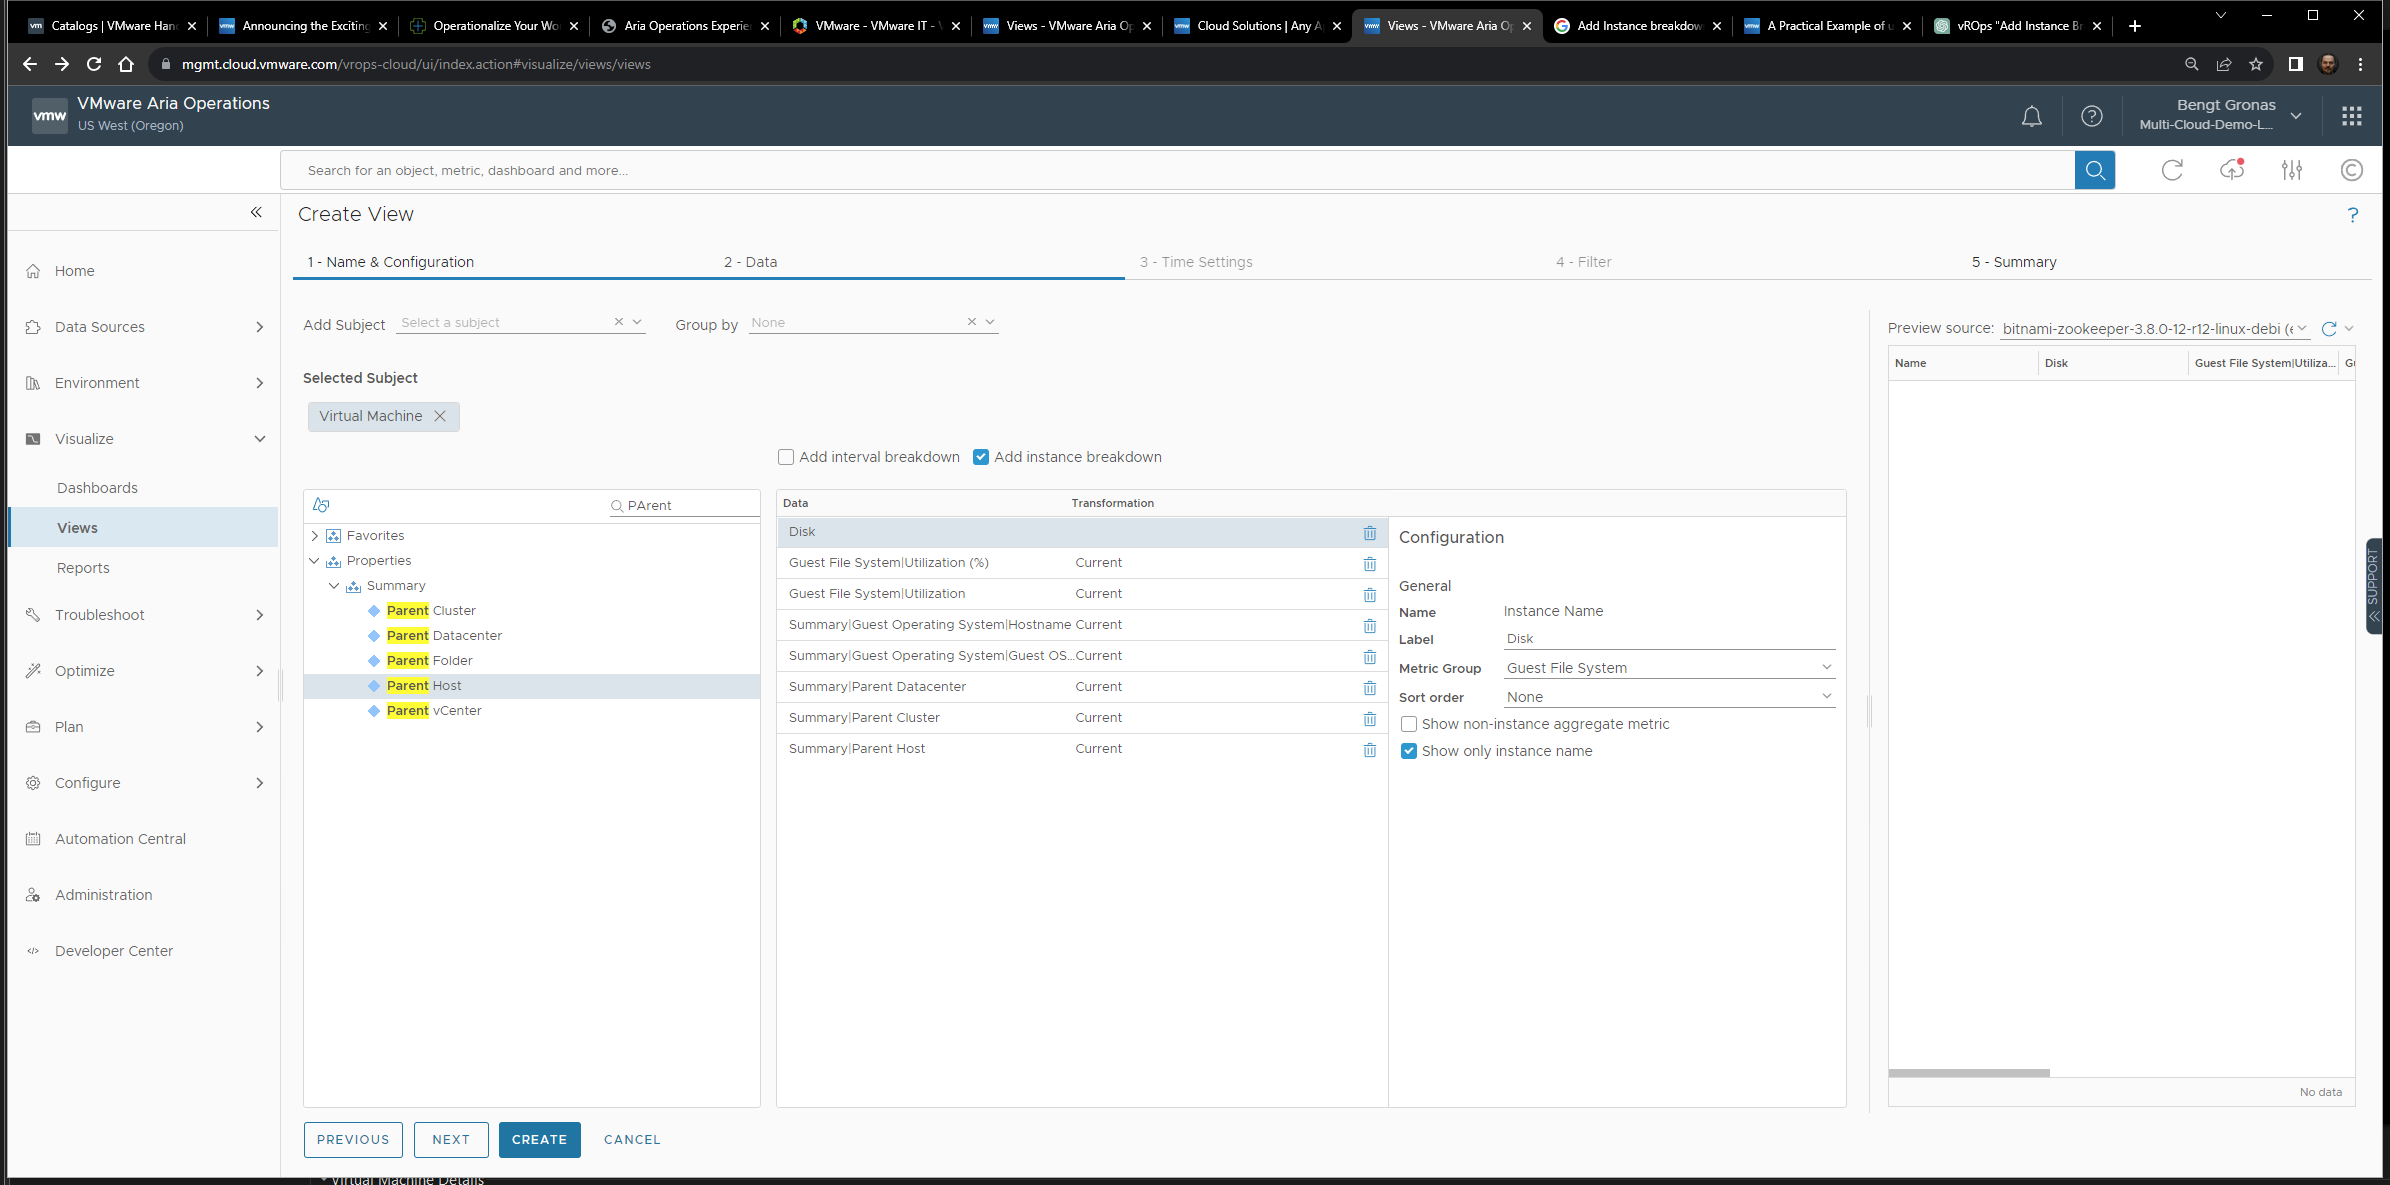 Catalogs | VMware Han
Announcing the Exciting
Operationalize Your Wo
Aria Operations Experie
VMware - VMware IT -
Views - VMware Aria Op
Cloud Solutions | Any A
Views - VMware Aria Op
Add Instance breakdow
A Practical Example of u
vROps "Add Instance Br
mgmt.cloud.vmware.com/vrops-cloud/ui/index.action#visualize/views/views
vmw
VMware Aria Operations
US West (Oregon)
Bengt Gronas
Multi-Cloud-Demo-L...
Search for an object, metric, dashboard and more...
Create View
?
1 - Name & Configuration
2 - Data
3 - Time Settings
4 - Filter
5 - Summary
Home
Data Sources
Environment
Visualize
Dashboards
Views
Reports
Troubleshoot
Optimize
Plan
Configure
Automation Central
Administration
Developer Center
Add Subject
Select a subject
Group by
None
Selected Subject
Virtual Machine
Add interval breakdown
Add instance breakdown
PArent
Favorites
Properties
Summary
Parent Cluster
Parent Datacenter
Parent Folder
Parent Host
Parent vCenter
Data
Transformation
Disk
Guest File System|Utilization (%)
Current
Guest File System|Utilization
Current
Summary|Guest Operating System|Hostname
Current
Summary|Guest Operating System|Guest OS...
Current
Summary|Parent Datacenter
Current
Summary|Parent Cluster
Current
Summary|Parent Host
Current
Configuration
General
Name
Instance Name
Label
Disk
Metric Group
Guest File System
Sort order
None
Show non-instance aggregate metric
Show only instance name
Preview source:
bitnami-zookeeper-3.8.0-12-r12-linux-debi (e
Name
Disk
Guest File System|Utiliza...
Gu
No data
SUPPORT
PREVIOUS
NEXT
CREATE
CANCEL
Virtual Machine Details